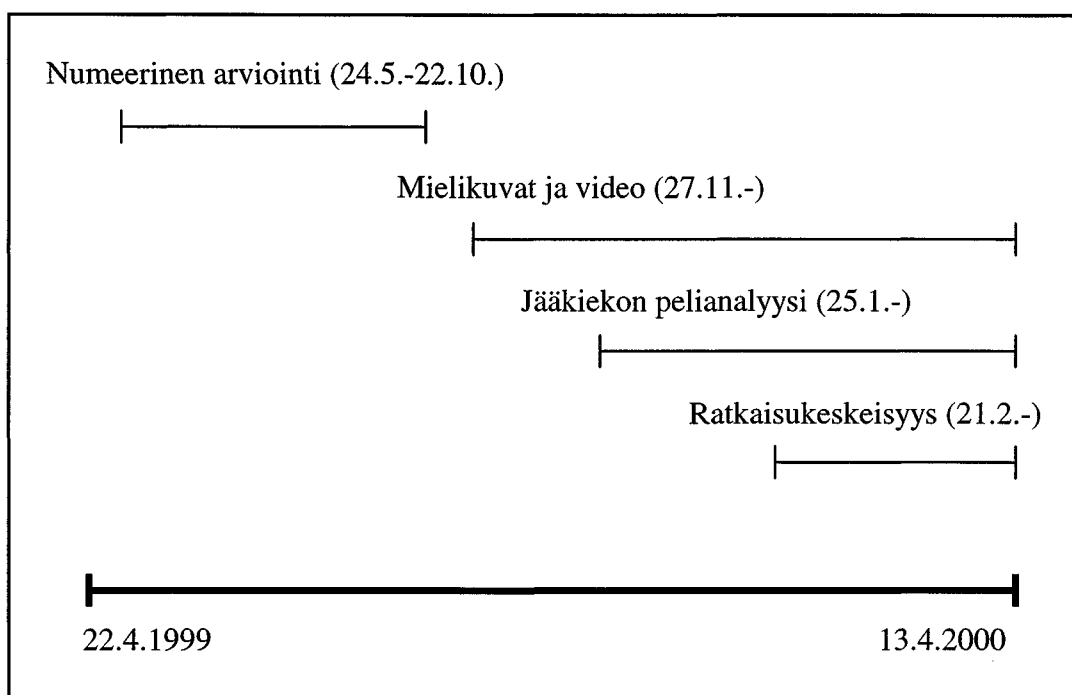 Numeerinen arviointi (24.5.-22.10.)
Mielikuvat ja video (27.11.-)
Jääkiekon pelianalyysi (25.1.-)
Ratkaisukeskeisyys (21.2.-)
22.4.1999
13.4.2000